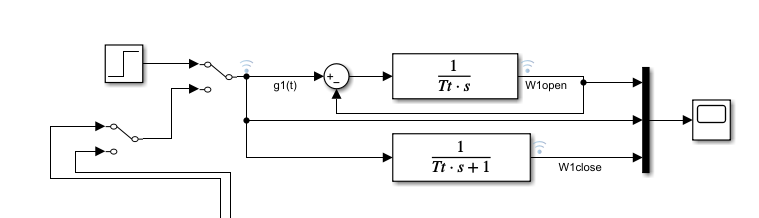 1
Tt · s
g1(t)
W1open
1
Tt · s + 1
W1close